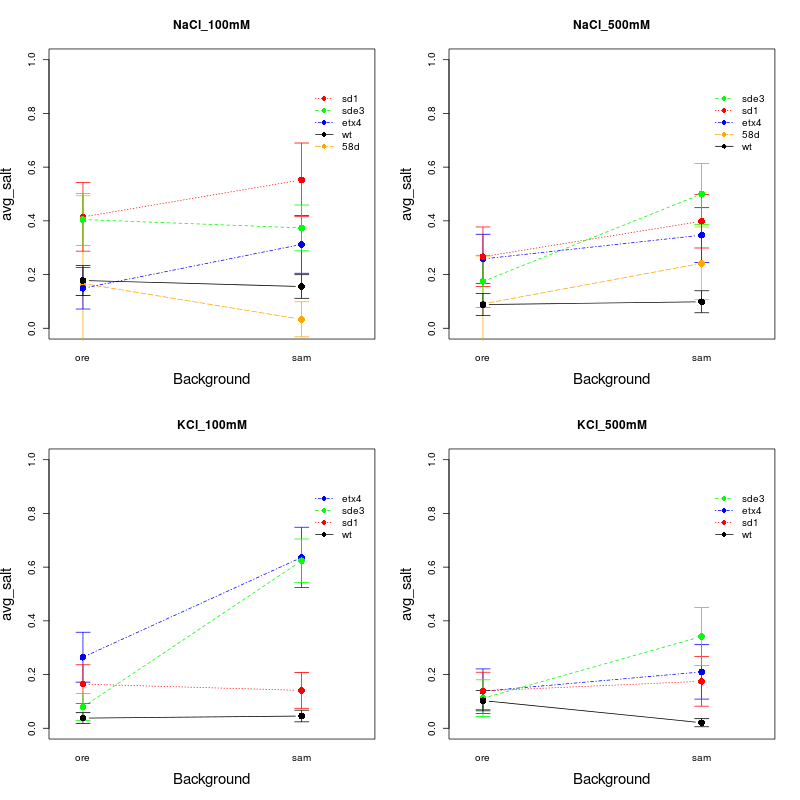 NaCl_100mM
avg_salt
1.0
0.8
0.6
0.4
0.2
0.0
sd1
sde3
etx4
wt
58d
ore
sam
Background
NaCl_500mM
avg_salt
1.0
0.8
0.6
0.4
0.2
0.0
sde3
sd1
etx4
58d
wt
ore
sam
Background
KCl_100mM
avg_salt
1.0
0.8
0.6
0.4
0.2
0.0
etx4
sde3
sd1
wt
ore
sam
Background
KCl_500mM
avg_salt
1.0
0.8
0.6
0.4
0.2
0.0
sde3
etx4
sd1
wt
ore
sam
Background